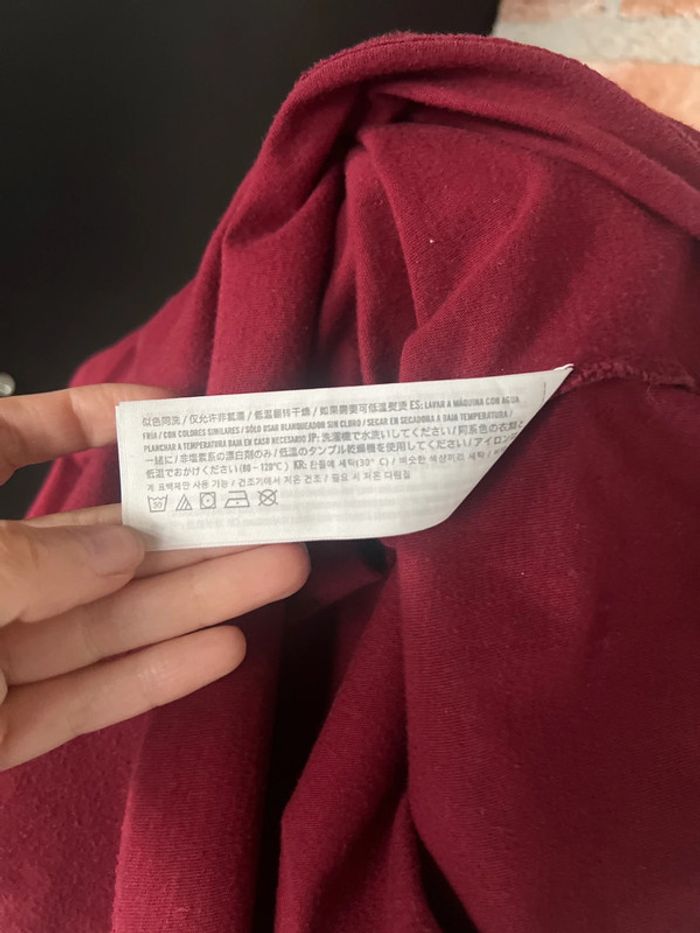 似色同洗 / 仅允许非氯漂 / 低温翻转干燥 / 如果需要可低温熨烫 ES: LAVAR A MÁQUINA CON AGUA
FRÍA / CON COLORES SIMILARES / SÓLO USAR BLANQUEADOR SIN CLORO / SECAR EN SECADORA A BAJA TEMPERATURA /
PLANCHAR A TEMPERATURA BAJA EN CASO NECESARIO JP: 洗濯機で水洗いしてください / 同系色の衣類と
一緒に / 非塩素系の漂白剤のみ / 低温のタンブル乾燥機を使用してください / アイロン
低温でおかけください (80 – 120°C) KR: 찬물에 세탁(30° C) / 비슷한 색상끼리 세탁 /
계 표백제만 사용 가능 / 건조기에서 저온 건조 / 필요 시 저온 다림질
30